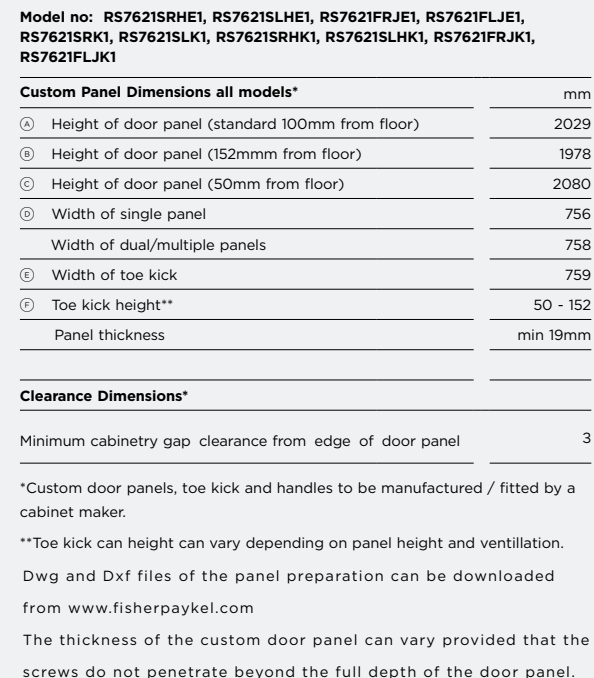 Model no: RS7621SRHE1, RS7621SLHE1, RS7621FRJE1, RS7621FLJE1,
RS7621SRK1, RS7621SLK1, RS7621SRHK1, RS7621SLHK1, RS7621FRJK1,
RS7621FLJK1
Custom Panel Dimensions all models* mm
A Height of door panel (standard 100mm from floor) 2029
B Height of door panel (152mmm from floor) 1978
C Height of door panel (50mm from floor) 2080
D Width of single panel 756
Width of dual/multiple panels 758
E Width of toe kick 759
F Toe kick height** 50 - 152
Panel thickness min 19mm
Clearance Dimensions*
Minimum cabinetry gap clearance from edge of door panel 3
*Custom door panels, toe kick and handles to be manufactured / fitted by a
cabinet maker.
**Toe kick can height can vary depending on panel height and ventillation.
Dwg and Dxf files of the panel preparation can be downloaded
from www.fisherpaykel.com
The thickness of the custom door panel can vary provided that the
screws do not penetrate beyond the full depth of the door panel.